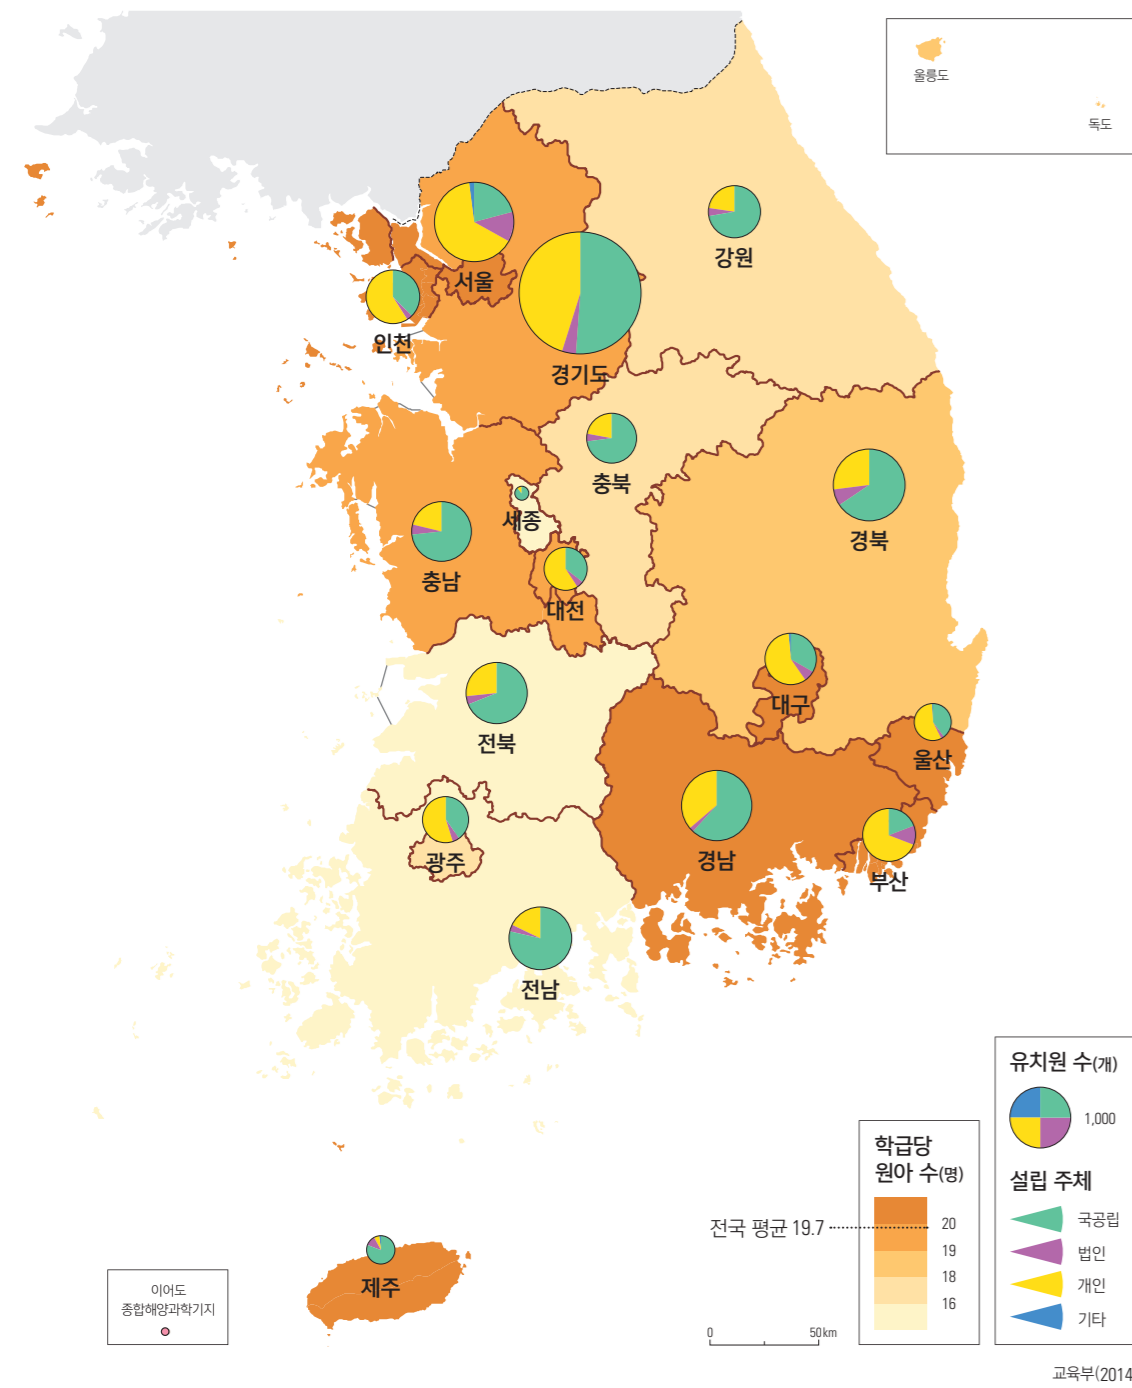 울릉도
독도
강원
서울
인천
경기도
충북
세종
경북
충남
대전
대구
전북
울산
광주
경남
부산
전남
제주
이어도
종합해양과학기지
전국 평균 19.7
0 50km
학급당
원아 수(명)
20
19
18
16
유치원 수(개)
1,000
설립 주체
국공립
법인
개인
기타
교육부(2014